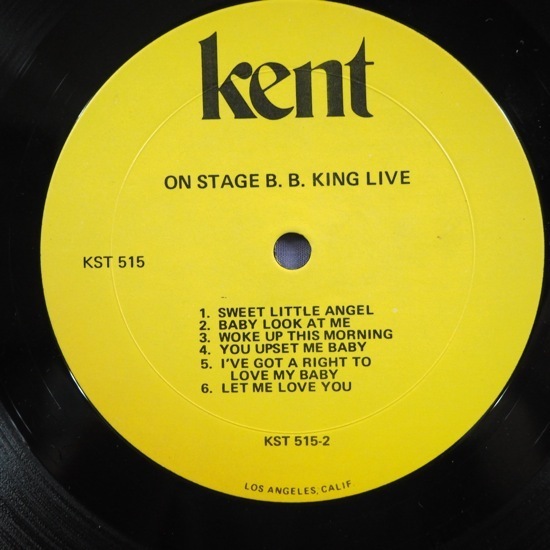 kent
ON STAGE B. B. KING LIVE
KST 515
1. SWEET LITTLE ANGEL
2. BABY LOOK AT ME
3. WOKE UP THIS MORNING
4. YOU UPSET ME BABY
5. I'VE GOT A RIGHT TO
LOVE MY BABY
6. LET ME LOVE YOU
KST 515-2
LOS ANGELES, CALIF.